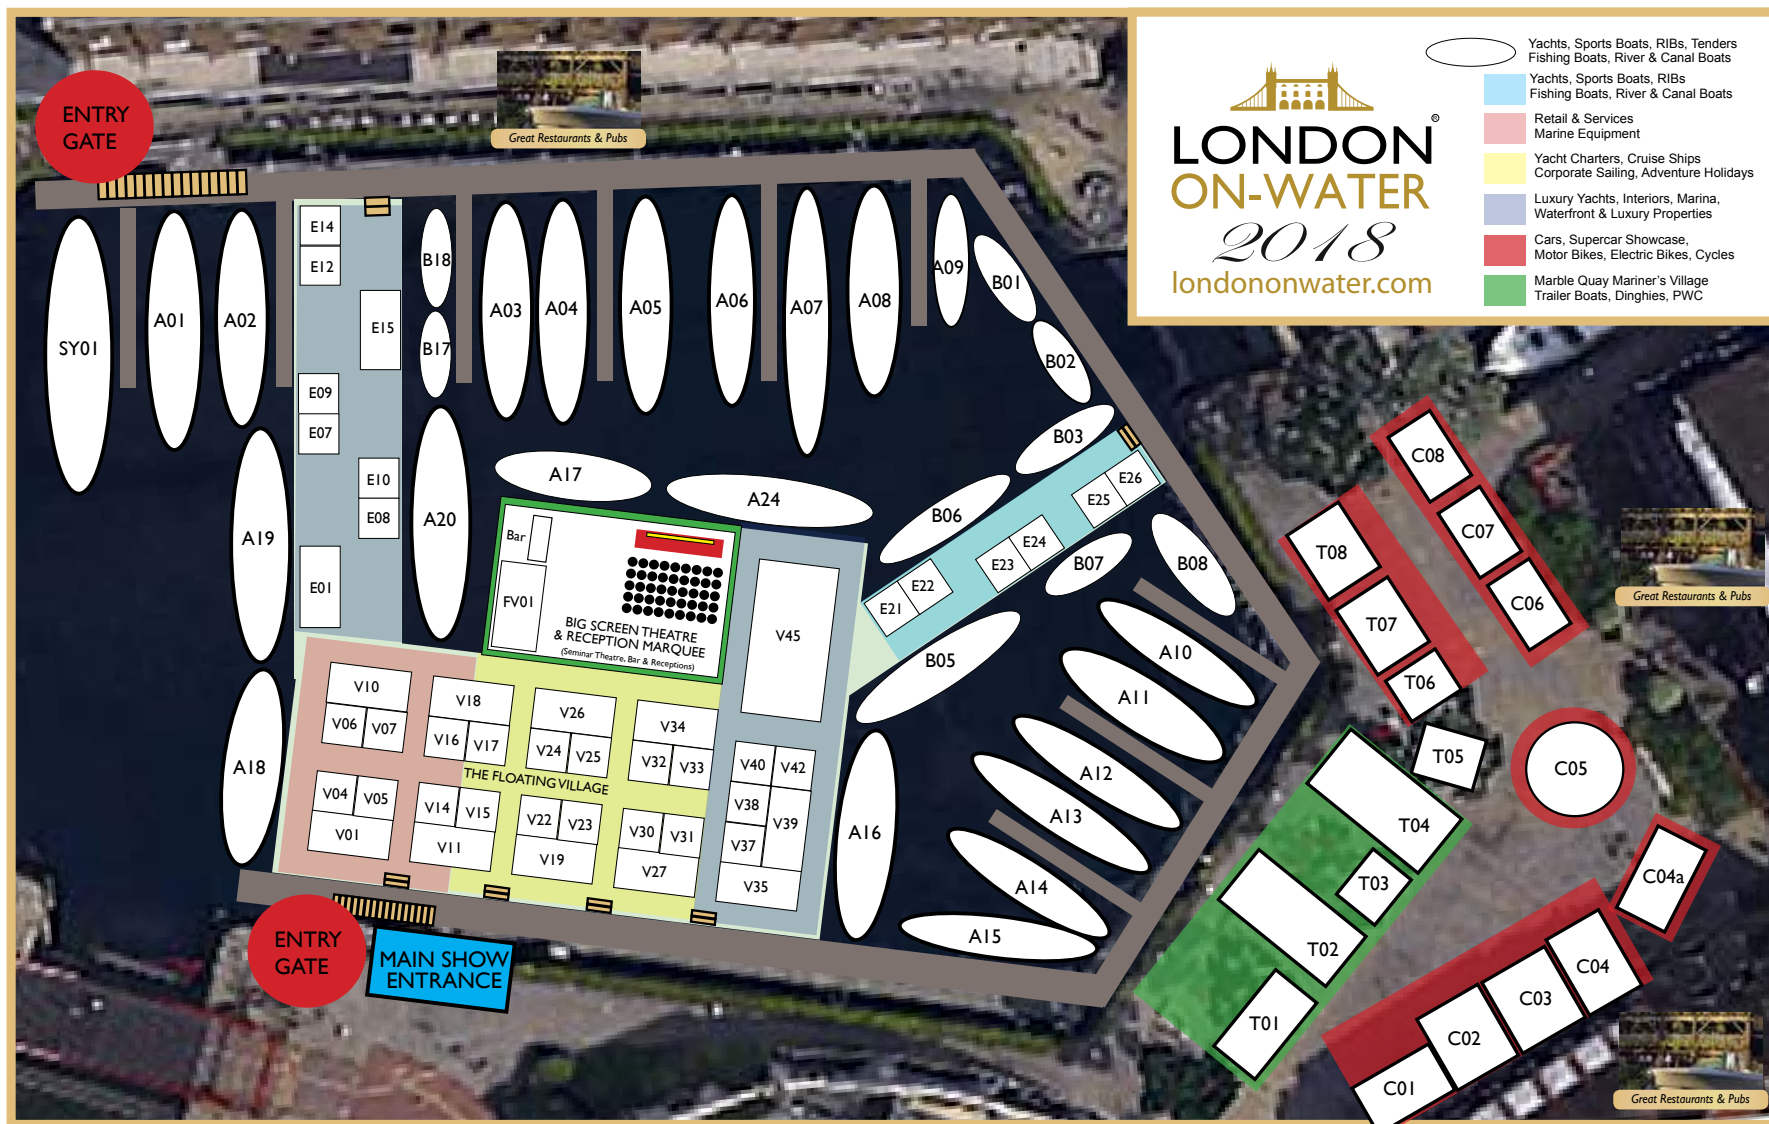 ENTRY
GATE
Great Restaurants & Pubs
LONDON®
ON-WATER
2018
londononwater.com
Yachts, Sports Boats, RIBs, Tenders
Fishing Boats, River & Canal Boats
Yachts, Sports Boats, RIBs
Fishing Boats, River & Canal Boats
Retail & Services
Marine Equipment
Yacht Charters, Cruise Ships
Corporate Sailing, Adventure Holidays
Luxury Yachts, Interiors, Marina,
Waterfront & Luxury Properties
Cars, Supercar Showcase,
Motor Bikes, Electric Bikes, Cycles
Marble Quay Mariner's Village
Trailer Boats, Dinghies, PWC
SY01
A01
A02
E14
E12
E15
E09
E07
E10
E08
E01
B18
B17
A03
A04
A05
A06
A07
A08
A09
B01
B02
B03
A19
A20
A18
A17
A24
B06
E26
E25
E24
E23
E22
E21
B07
B08
B05
Bar
FV01
BIG SCREEN THEATRE
& RECEPTION MARQUEE
(Seminar Theatre, Bar & Receptions)
V45
V10
V06
V07
V18
V16
V17
V26
V24
V25
V34
V32
V33
V40
V42
THE FLOATING VILLAGE
V04
V05
V01
V14
V15
V11
V22
V23
V19
V30
V31
V27
V38
V39
V37
V35
A16
A10
A11
A12
A13
A14
A15
C08
C07
C06
T08
T07
T06
T05
C05
T04
T03
T02
T01
C04a
C04
C03
C02
C01
Great Restaurants & Pubs
Great Restaurants & Pubs
ENTRY
GATE
MAIN SHOW
ENTRANCE